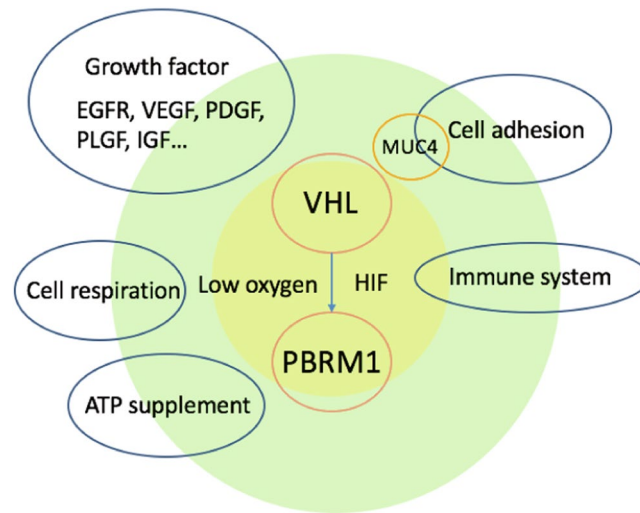 Growth factor
EGFR, VEGF, PDGF,
PLGF, IGF...
MUC4
Cell adhesion
VHL
Cell respiration
Low oxygen
HIF
Immune system
PBRM1
ATP supplement